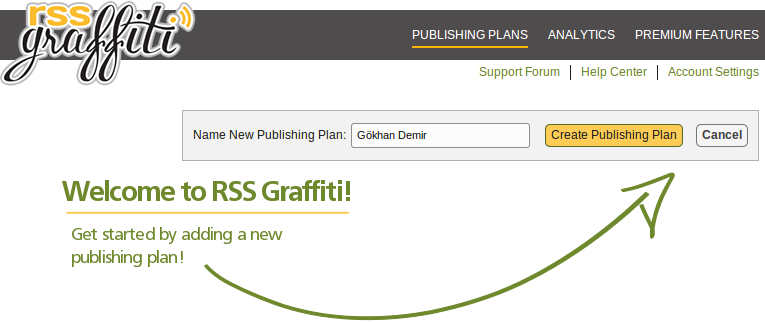 rss
graffiti
PUBLISHING PLANS ANALYTICS PREMIUM FEATURES
Support Forum Help Center Account Settings
Name New Publishing Plan: Gökhan Demir Create Publishing Plan Cancel
Welcome to RSS Graffiti!
Get started by adding a new
publishing plan!